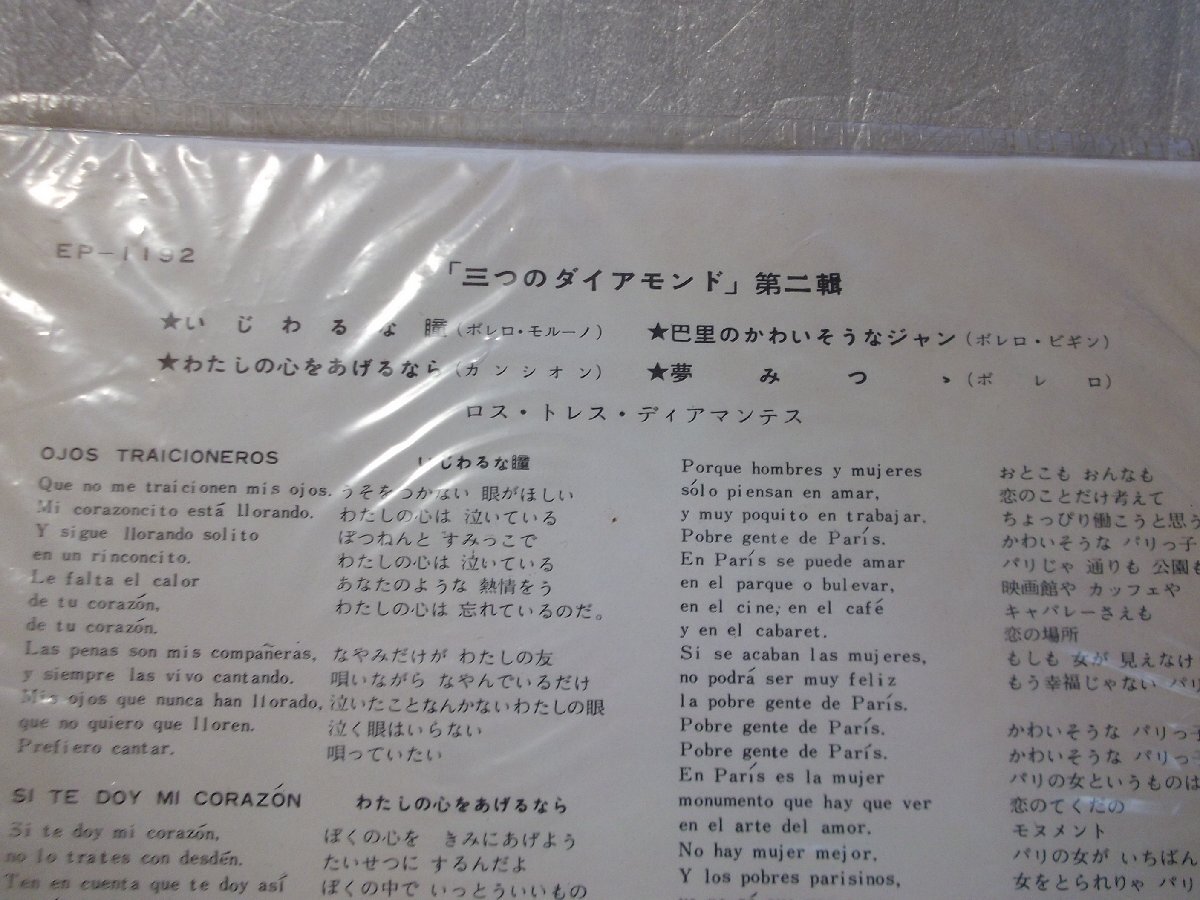 EP-1192
「三つのダイアモンド」第二輯
★いじわるな瞳(ボレロ・モルーノ)
★巴里のかわいそうなジャン(ボレロ・ビギン)
★わたしの心をあげるなら(カンシオン)
★夢みつゝ(ボレロ)
ロス・トレス・ディアマンテス
OJOS TRAICIONEROS
いじわるな瞳
Que no me traicionen mis ojos. うそをつかない 眼がほしい
Mi corazoncito está llorando. わたしの心は 泣いている
Y sigue llorando solito ぽつねんと すみっこで
en un rinconcito. わたしの心は 泣いている
Le falta el calor あなたのような 熱情をう
de tu corazón, わたしの心は 忘れているのだ。
de tu corazón.
Las penas son mis compañeras, なやみだけが わたしの友
y siempre las vivo cantando. 唄いながら なやんでいるだけ
Mis ojos que nunca han llorado, 泣いたことなんかないわたしの眼
que no quiero que lloren. 泣く眼はいらない
Prefiero cantar. 唄っていたい
SI TE DOY MI CORAZÓN わたしの心をあげるなら
Si te doy mi corazón, ぼくの心を きみにあげよう
no lo trates con desdén. たいせつに するんだよ
Ten en cuenta que te doy así ぼくの中で いっとういいもの
Porque hombres y mujeres おとこも おんなも
sólo piensan en amar, 恋のことだけ考えて
y muy poquito en trabajar. ちょっぴり働こうと思う
Pobre gente de París. かわいそうな パリっ子
En París se puede amar パリじゃ 通りも 公園も
en el parque o bulevar, 映画館や カッフェや
en el cine, en el café キャバレーさえも
y en el cabaret. 恋の場所
Si se acaban las mujeres, もしも 女が 見えなけ
no podrá ser muy feliz もう幸福じゃない パリ
la pobre gente de París.
Pobre gente de París. かわいそうな パリっ子
Pobre gente de París. かわいそうな パリっ子
En París es la mujer パリの女というものは
monumento que hay que ver 恋のてくだの
en el arte del amor. モヌメント
No hay mujer mejor. パリの女が いちばん
Y los pobres parisinos, 女をとられりゃ パリ